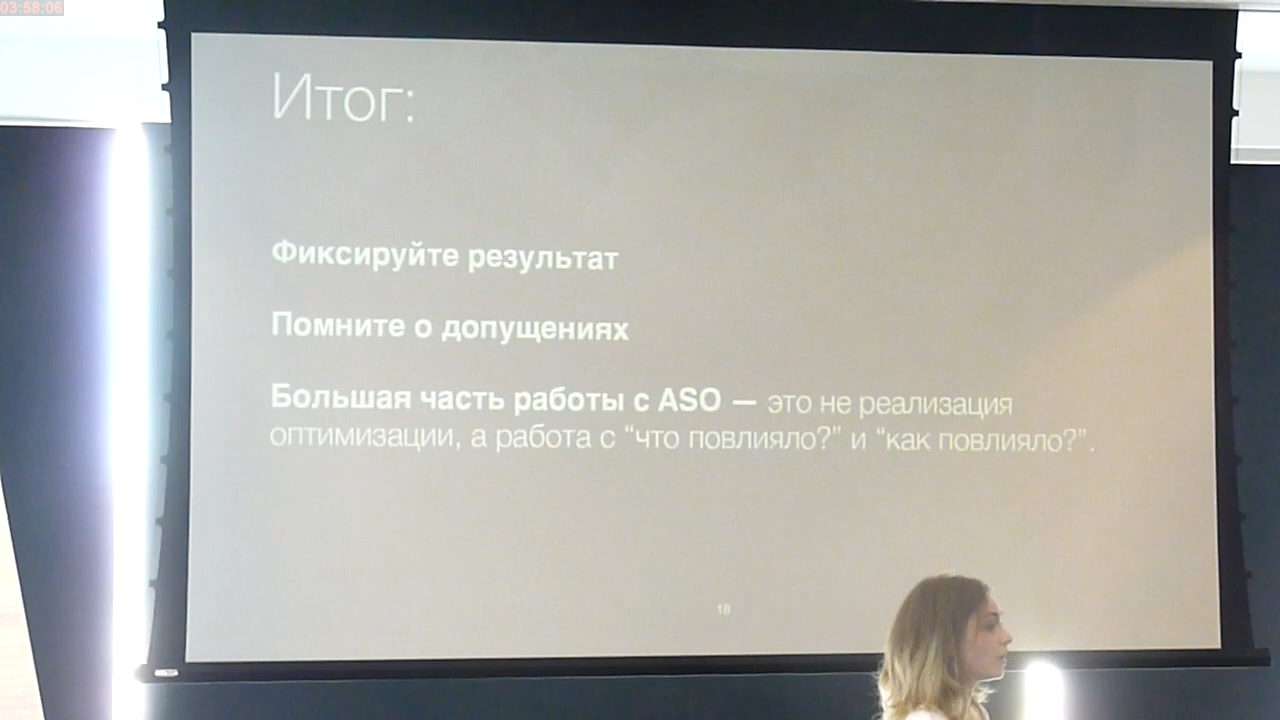 03:58:06
Итог:
Фиксируйте результат
Помните о допущениях
Большая часть работы с ASO — это не реализация
оптимизации, а работа с “что повлияло?” и “как повлияло?”.
18